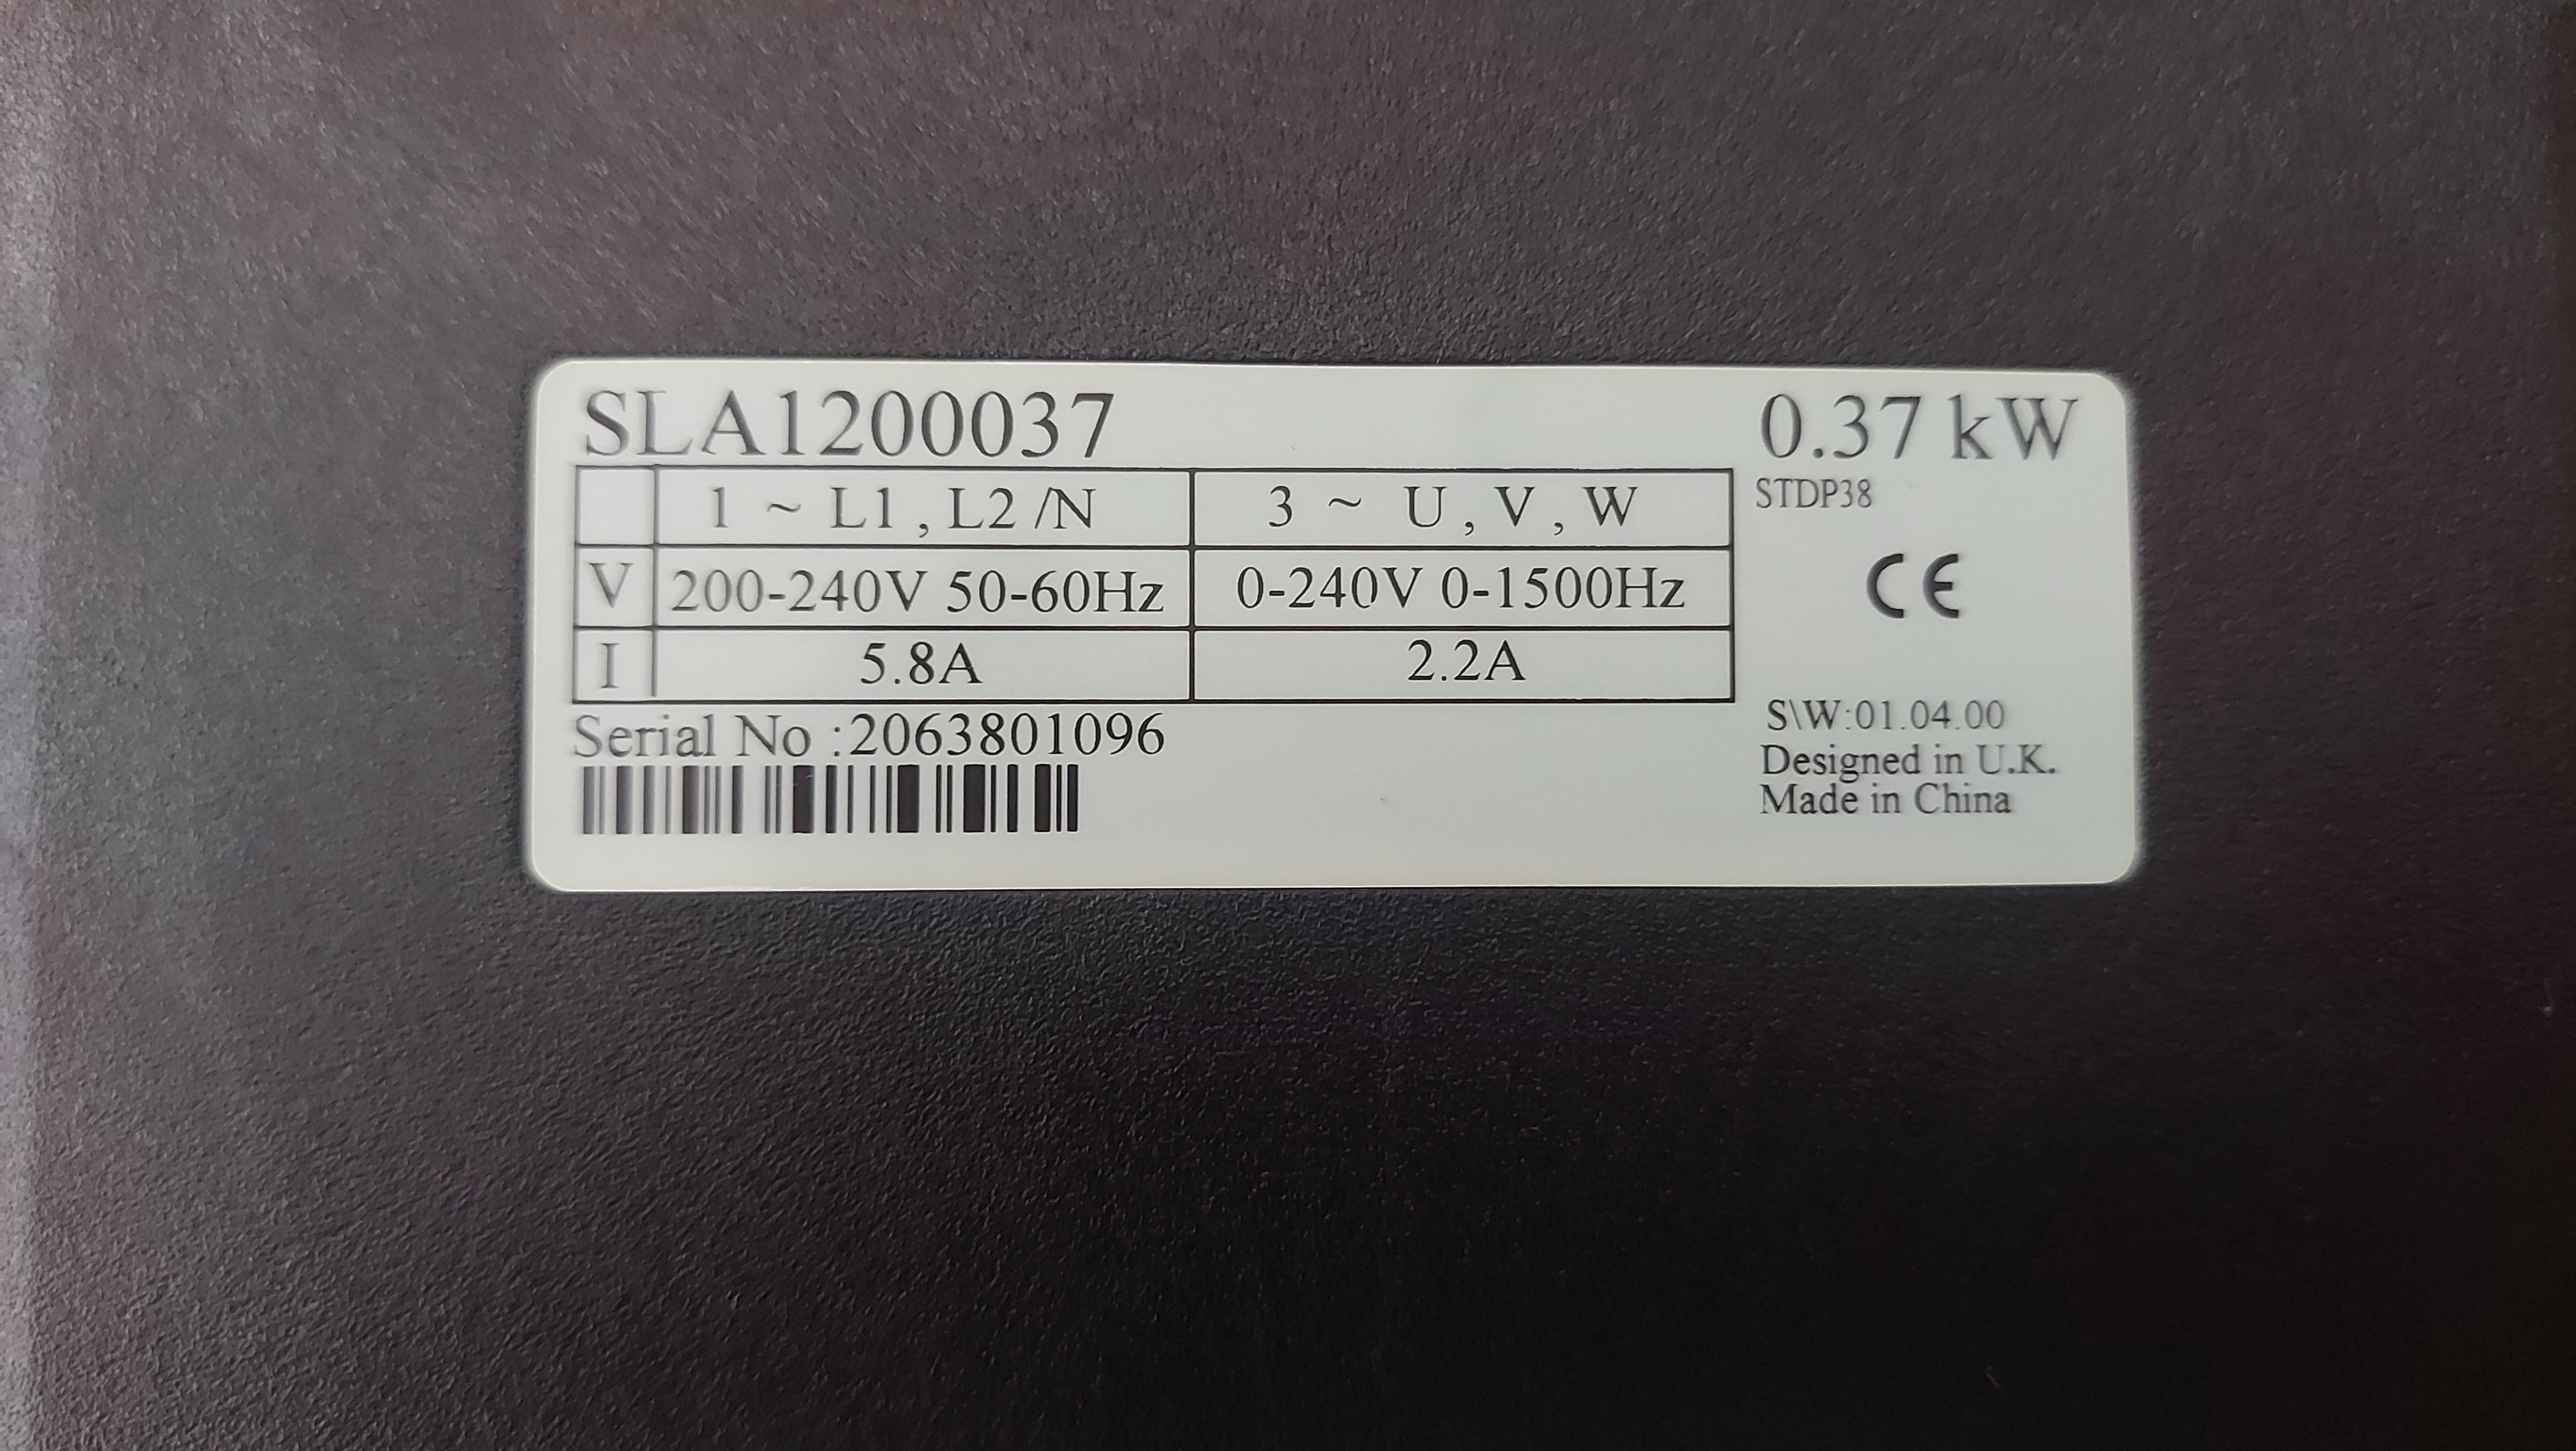 SLA1200037 0.37 kW
1 ~ L1 , L2 /N 3 ~ U , V , W STDP38
V 200-240V 50-60Hz 0-240V 0-1500Hz CE
I 5.8A 2.2A
Serial No :2063801096 S\W:01.04.00
Designed in U.K.
Made in China